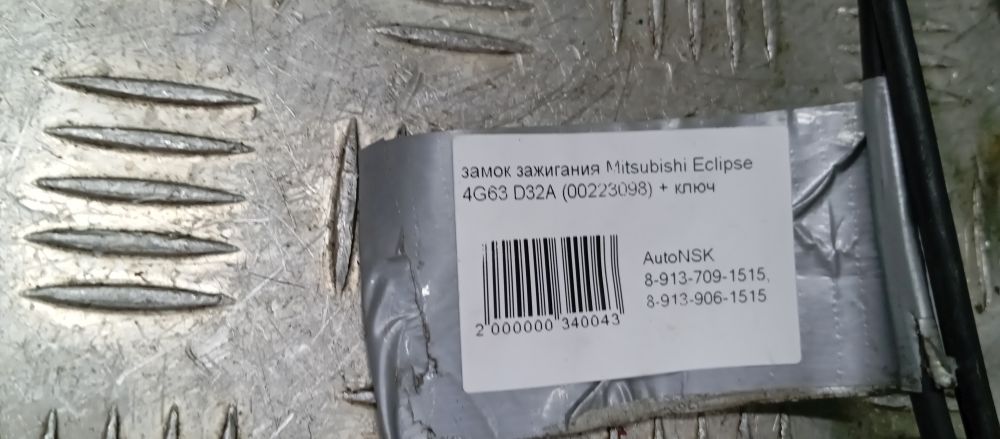 замок зажигания Mitsubishi Eclipse
4G63 D32A (00223098) + ключ
AutoNSK
8-913-709-1515,
8-913-906-1515
2 000000 340043